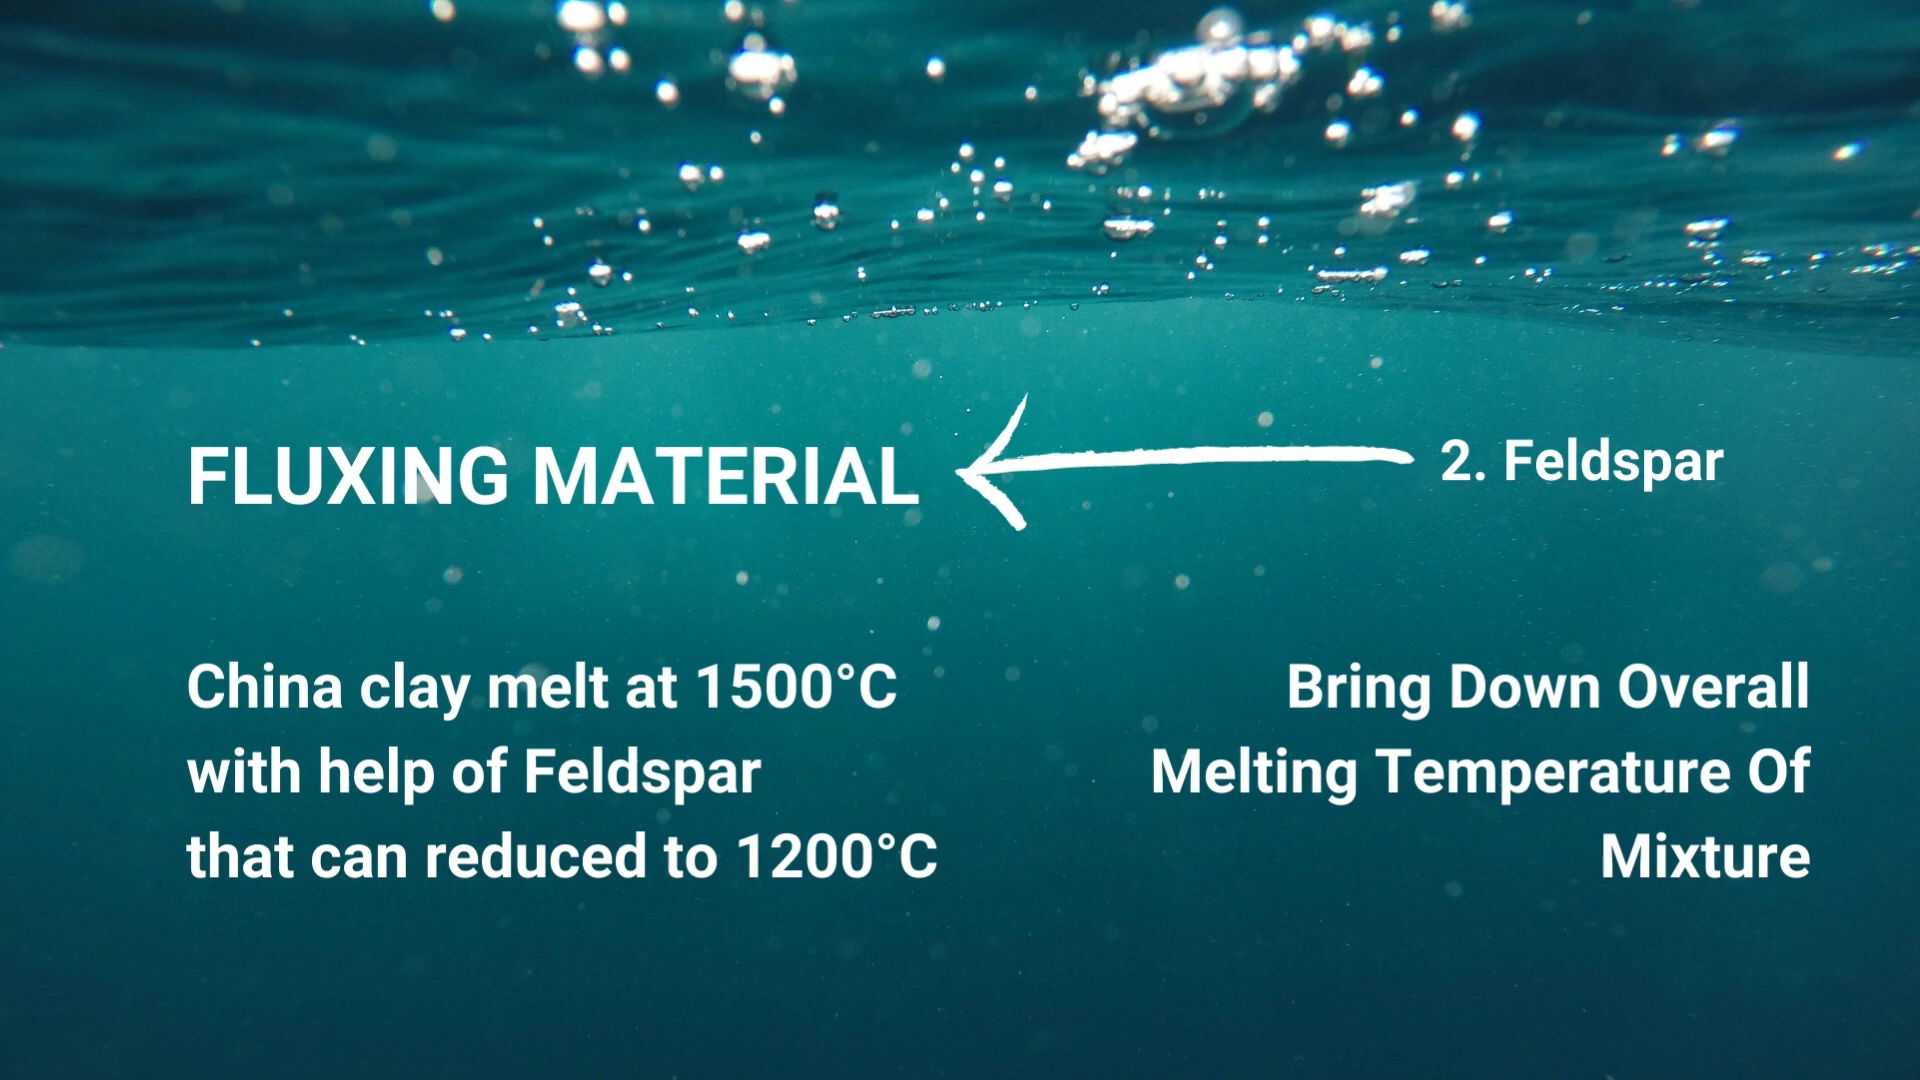 FLUXING MATERIAL
2. Feldspar
China clay melt at 1500°C
with help of Feldspar
that can reduced to 1200°C
Bring Down Overall
Melting Temperature Of
Mixture